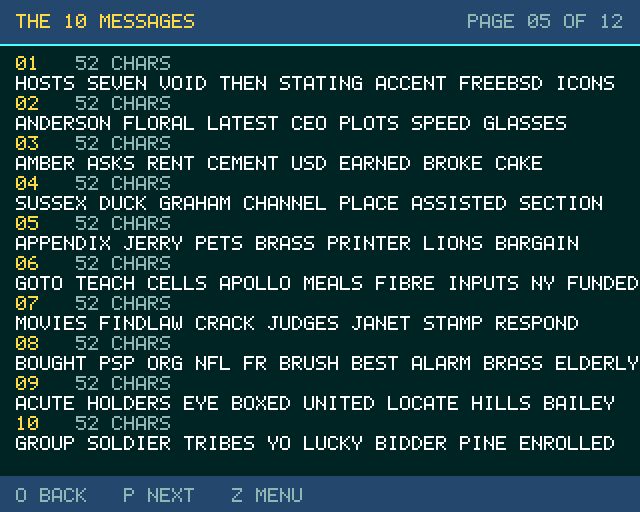 THE 10 MESSAGES
PAGE 05 OF 12
01 52 CHARS
HOSTS SEVEN VOID THEN STATING ACCENT FREEBSD ICONS
02 52 CHARS
ANDERSON FLORAL LATEST CEO PLOTS SPEED GLASSES
03 52 CHARS
AMBER ASKS RENT CEMENT USD EARNED BROKE CAKE
04 52 CHARS
SUSSEX DUCK GRAHAM CHANNEL PLACE ASSISTED SECTION
05 52 CHARS
APPENDIX JERRY PETS BRASS PRINTER LIONS BARGAIN
06 52 CHARS
GOTO TEACH CELLS APOLLO MEALS FIBRE INPUTS NY FUNDED
07 52 CHARS
MOVIES FINDLAW CRACK JUDGES JANET STAMP RESPOND
08 52 CHARS
BOUGHT PSP ORG NFL FR BRUSH BEST ALARM BRASS ELDERLY
09 52 CHARS
ACUTE HOLDERS EYE BOXED UNITED LOCATE HILLS BAILEY
10 52 CHARS
GROUP SOLDIER TRIBES YO LUCKY BIDDER PINE ENROLLED
O BACK P NEXT Z MENU